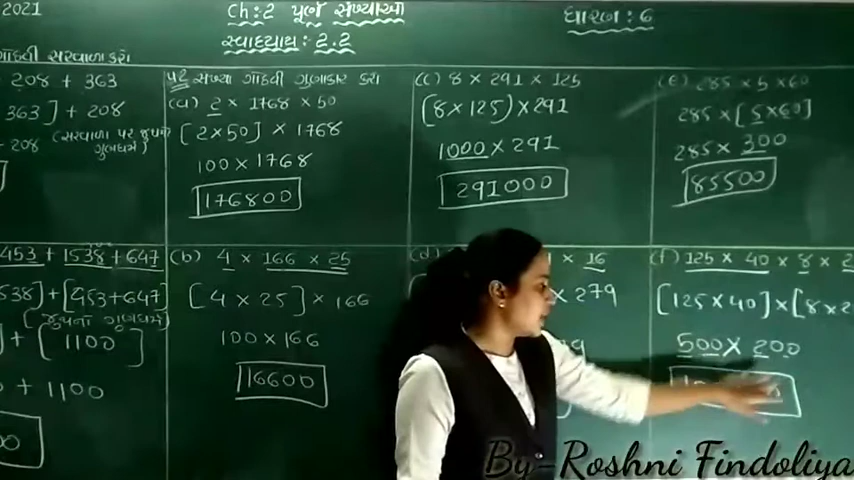 2021
Ch:2 પૂર્ણ સંખ્યાઓ
ધોરણ : 6
સ્વાધ્યાય : 2.2
ગોઠવી સરવાળા કરો
208 + 363
363] + 208
+ 208 (સરવાળા પર જૂથનો
ગુણધર્મ)
453 + 1538 + 647
538] + [453+647]
(જૂથનો ગુણધર્મ)
] + [1100]
+ 1100
પ્ર2 સંખ્યા ગોઠવી ગુણાકાર કરો
(a) 2 × 1768 × 50
[2×50] × 1768
100 × 1768
176800
(b) 4 × 166 × 25
[4 × 25] × 166
100 × 166
16600
(c) 8 × 291 × 125
(8×125) × 291
1000 × 291
291000
(d)
× 16
× 279
(e) 285 × 5 × 60
285 × [5×60]
285 × 300
85500
(f) 125 × 40 × 8 × 2
[125 × 40] × [8×2
500× 200
By- Roshni Findoliya